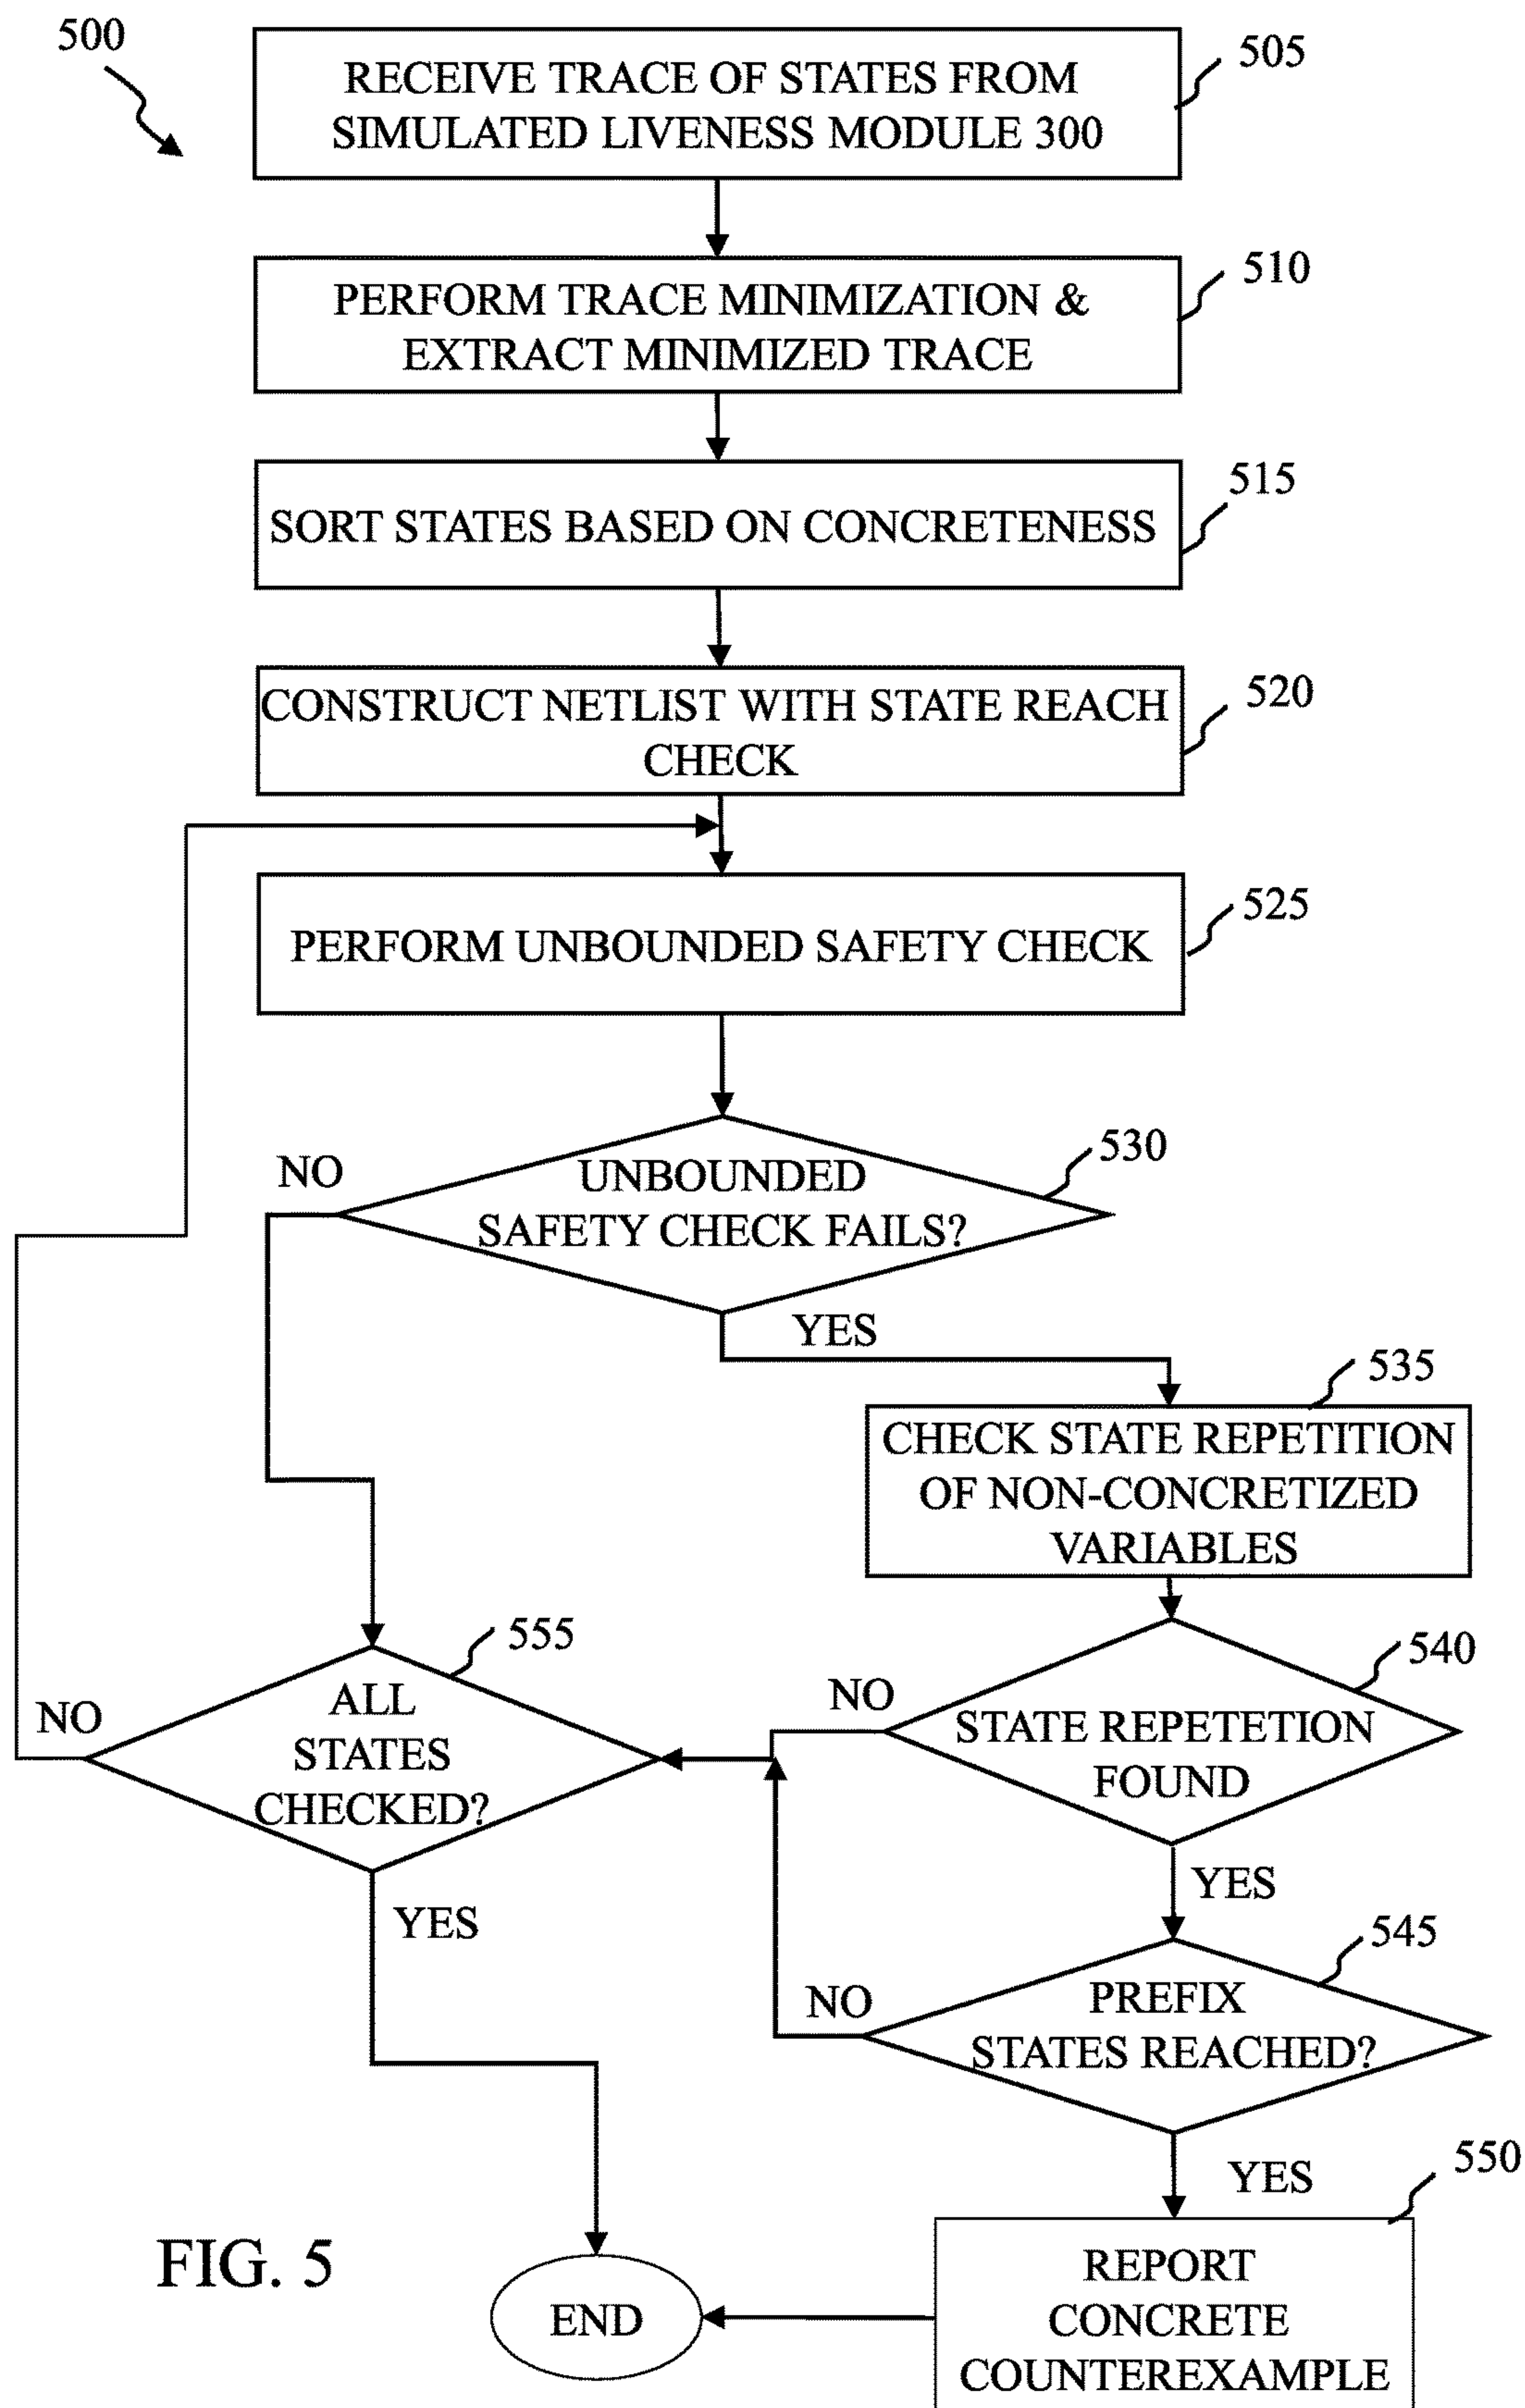 500
RECEIVE TRACE OF STATES FROM
SIMULATED LIVENESS MODULE 300
505
PERFORM TRACE MINIMIZATION &
EXTRACT MINIMIZED TRACE
510
SORT STATES BASED ON CONCRETENESS
515
CONSTRUCT NETLIST WITH STATE REACH
CHECK
520
PERFORM UNBOUNDED SAFETY CHECK
525
UNBOUNDED
SAFETY CHECK FAILS?
530
NO
YES
CHECK STATE REPETITION
OF NON-CONCRETIZED
VARIABLES
535
STATE REPETETION
FOUND
540
NO
YES
ALL
STATES
CHECKED?
555
NO
YES
PREFIX
STATES REACHED?
545
NO
YES
REPORT
CONCRETE
COUNTEREXAMPLE
550
END
FIG. 5